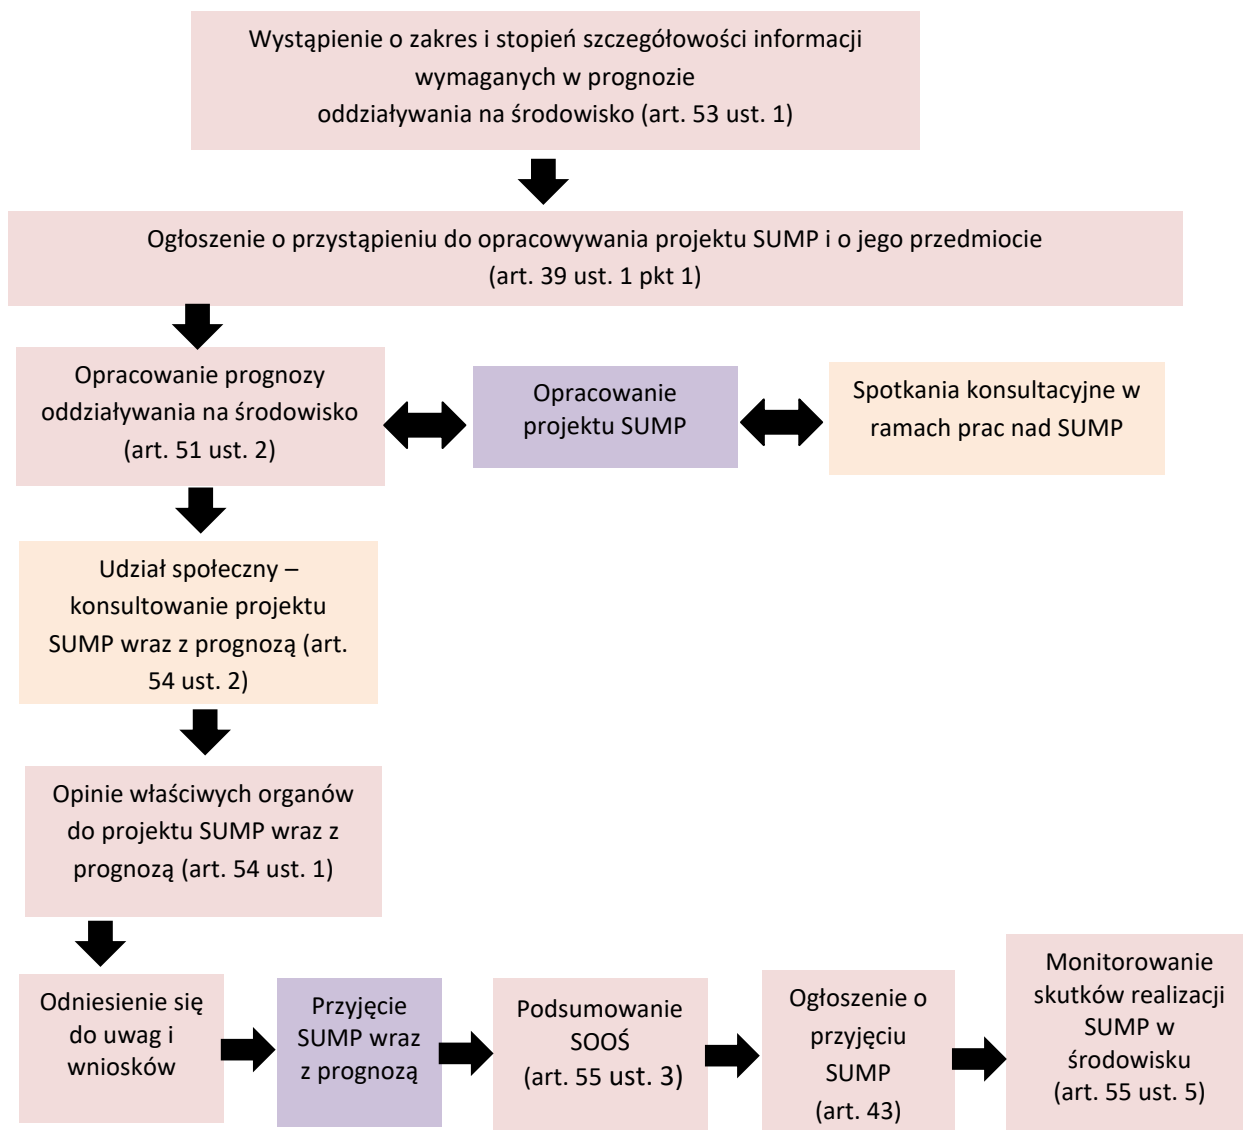 Wystąpienie o zakres i stopień szczegółowości informacji
wymaganych w prognozie
oddziaływania na środowisko (art. 53 ust. 1)
Ogłoszenie o przystąpieniu do opracowywania projektu SUMP i o jego przedmiocie
(art. 39 ust. 1 pkt 1)
Opracowanie prognozy
oddziaływania na środowisko
(art. 51 ust. 2)
Opracowanie
projektu SUMP
Spotkania konsultacyjne w
ramach prac nad SUMP
Udział społeczny –
konsultowanie projektu
SUMP wraz z prognozą (art.
54 ust. 2)
Opinie właściwych organów
do projektu SUMP wraz z
prognozą (art. 54 ust. 1)
Odniesienie się
do uwag i
wniosków
Przyjęcie
SUMP wraz
z prognozą
Podsumowanie
SOOŚ
(art. 55 ust. 3)
Ogłoszenie o
przyjęciu
SUMP
(art. 43)
Monitorowanie
skutków realizacji
SUMP w
środowisku
(art. 55 ust. 5)